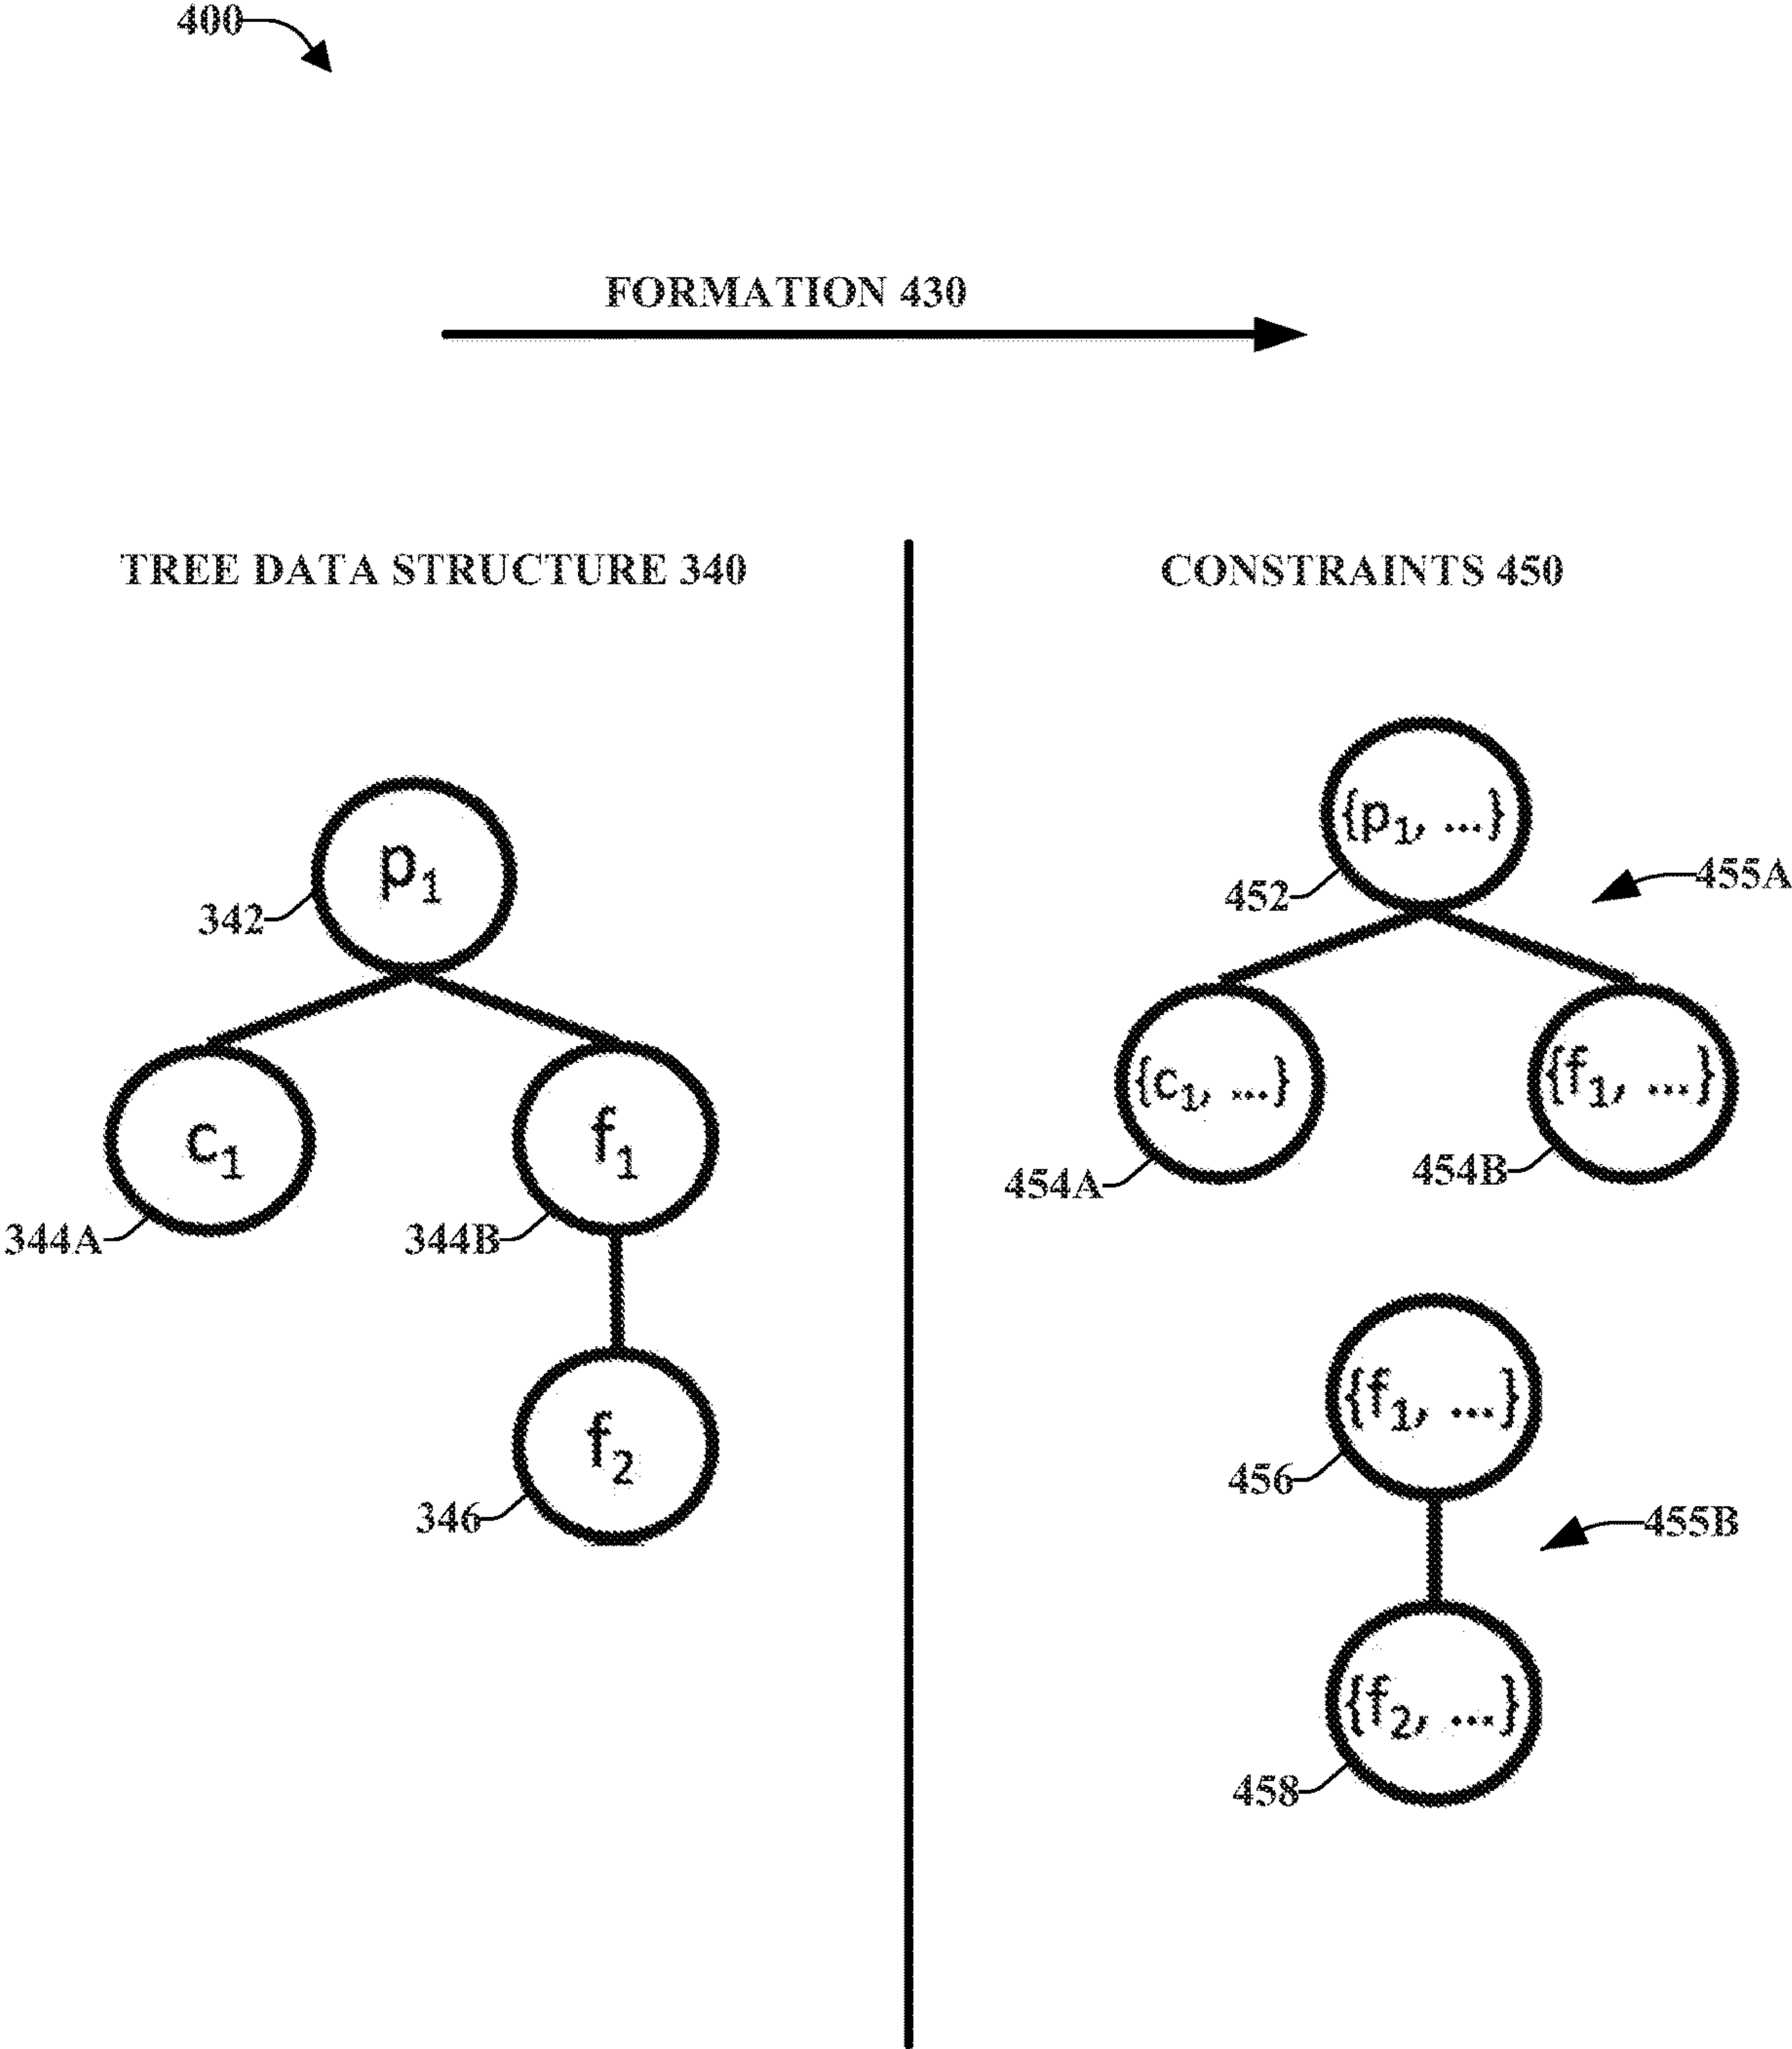 400
FORMATION 430
TREE DATA STRUCTURE 340
CONSTRAINTS 450
p₁
342
c₁
344A
f₁
344B
f₂
346
{p₁, ...}
452
455A
{c₁, ...}
454A
{f₁, ...}
454B
{f₁, ...}
456
455B
{f₂, ...}
458